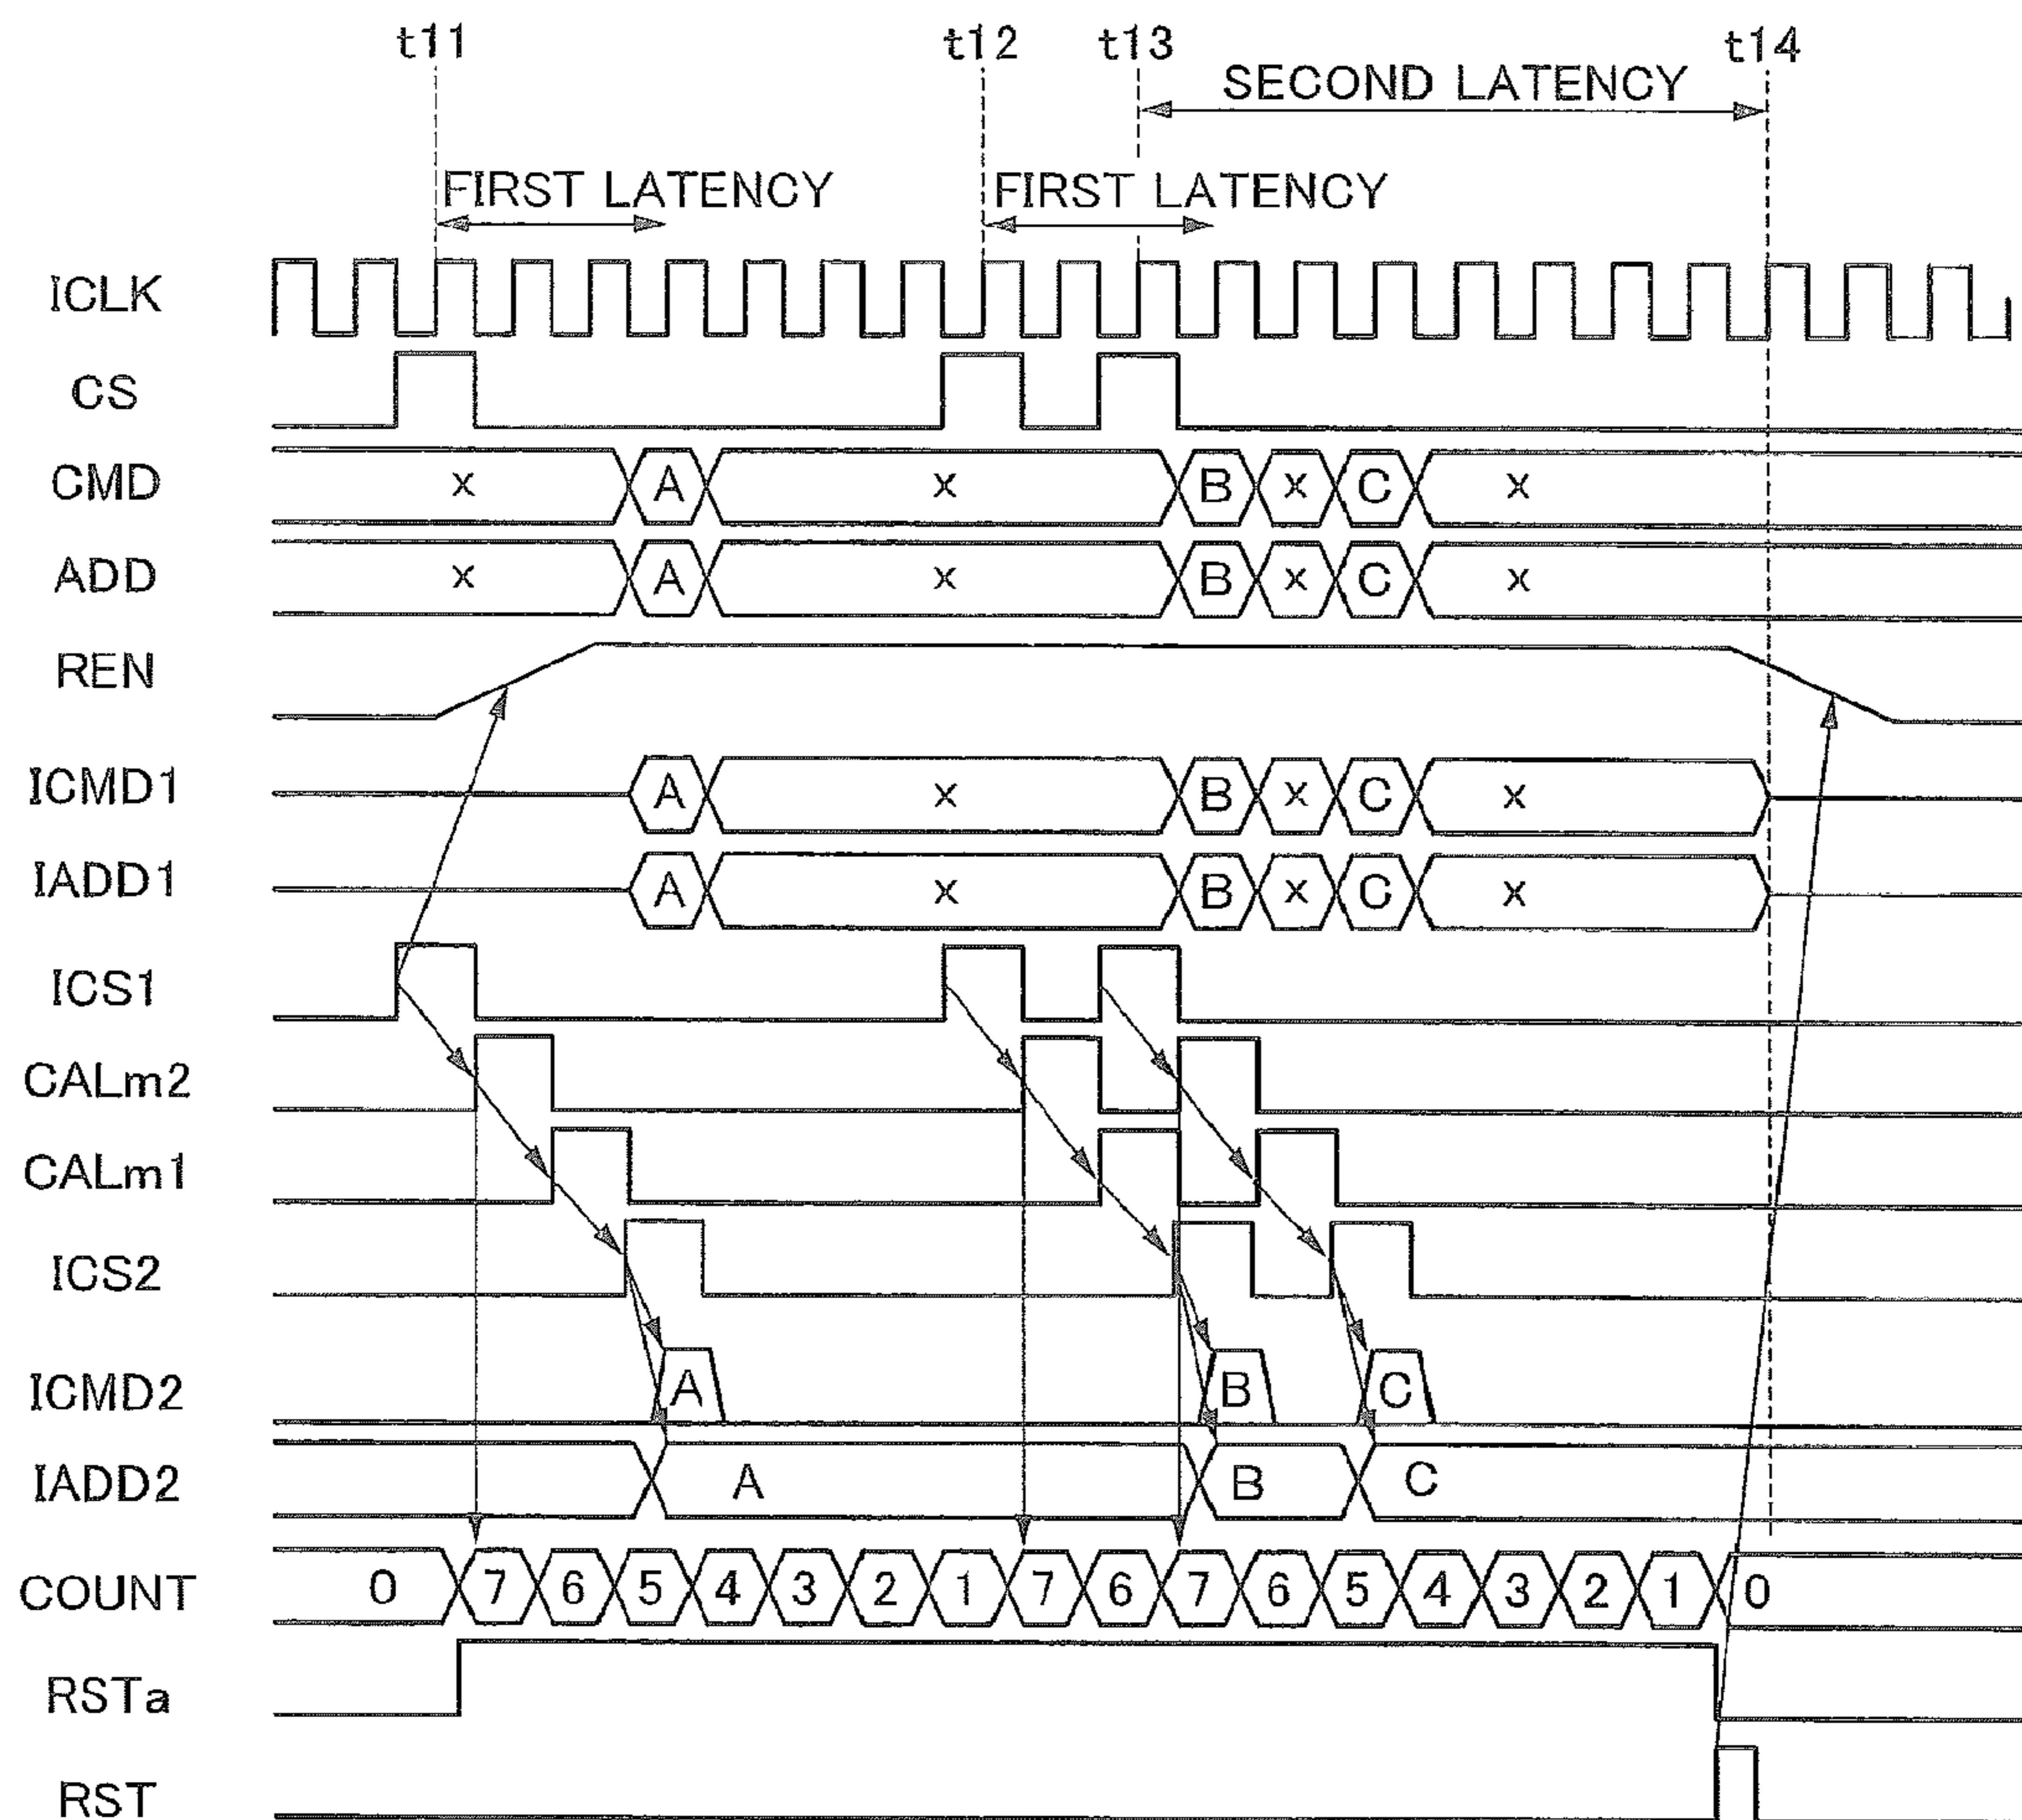 t11 t12 t13 t14
SECOND LATENCY
FIRST LATENCY FIRST LATENCY
ICLK
CS
CMD x A x B x C x
ADD x A x B x C x
REN
ICMD1 A x B x C x
IADD1 A x B x C x
ICS1
CALm2
CALm1
ICS2
ICMD2 A B C
IADD2 A B C
COUNT 0 7 6 5 4 3 2 1 7 6 7 6 5 4 3 2 1 0
RSTa
RST